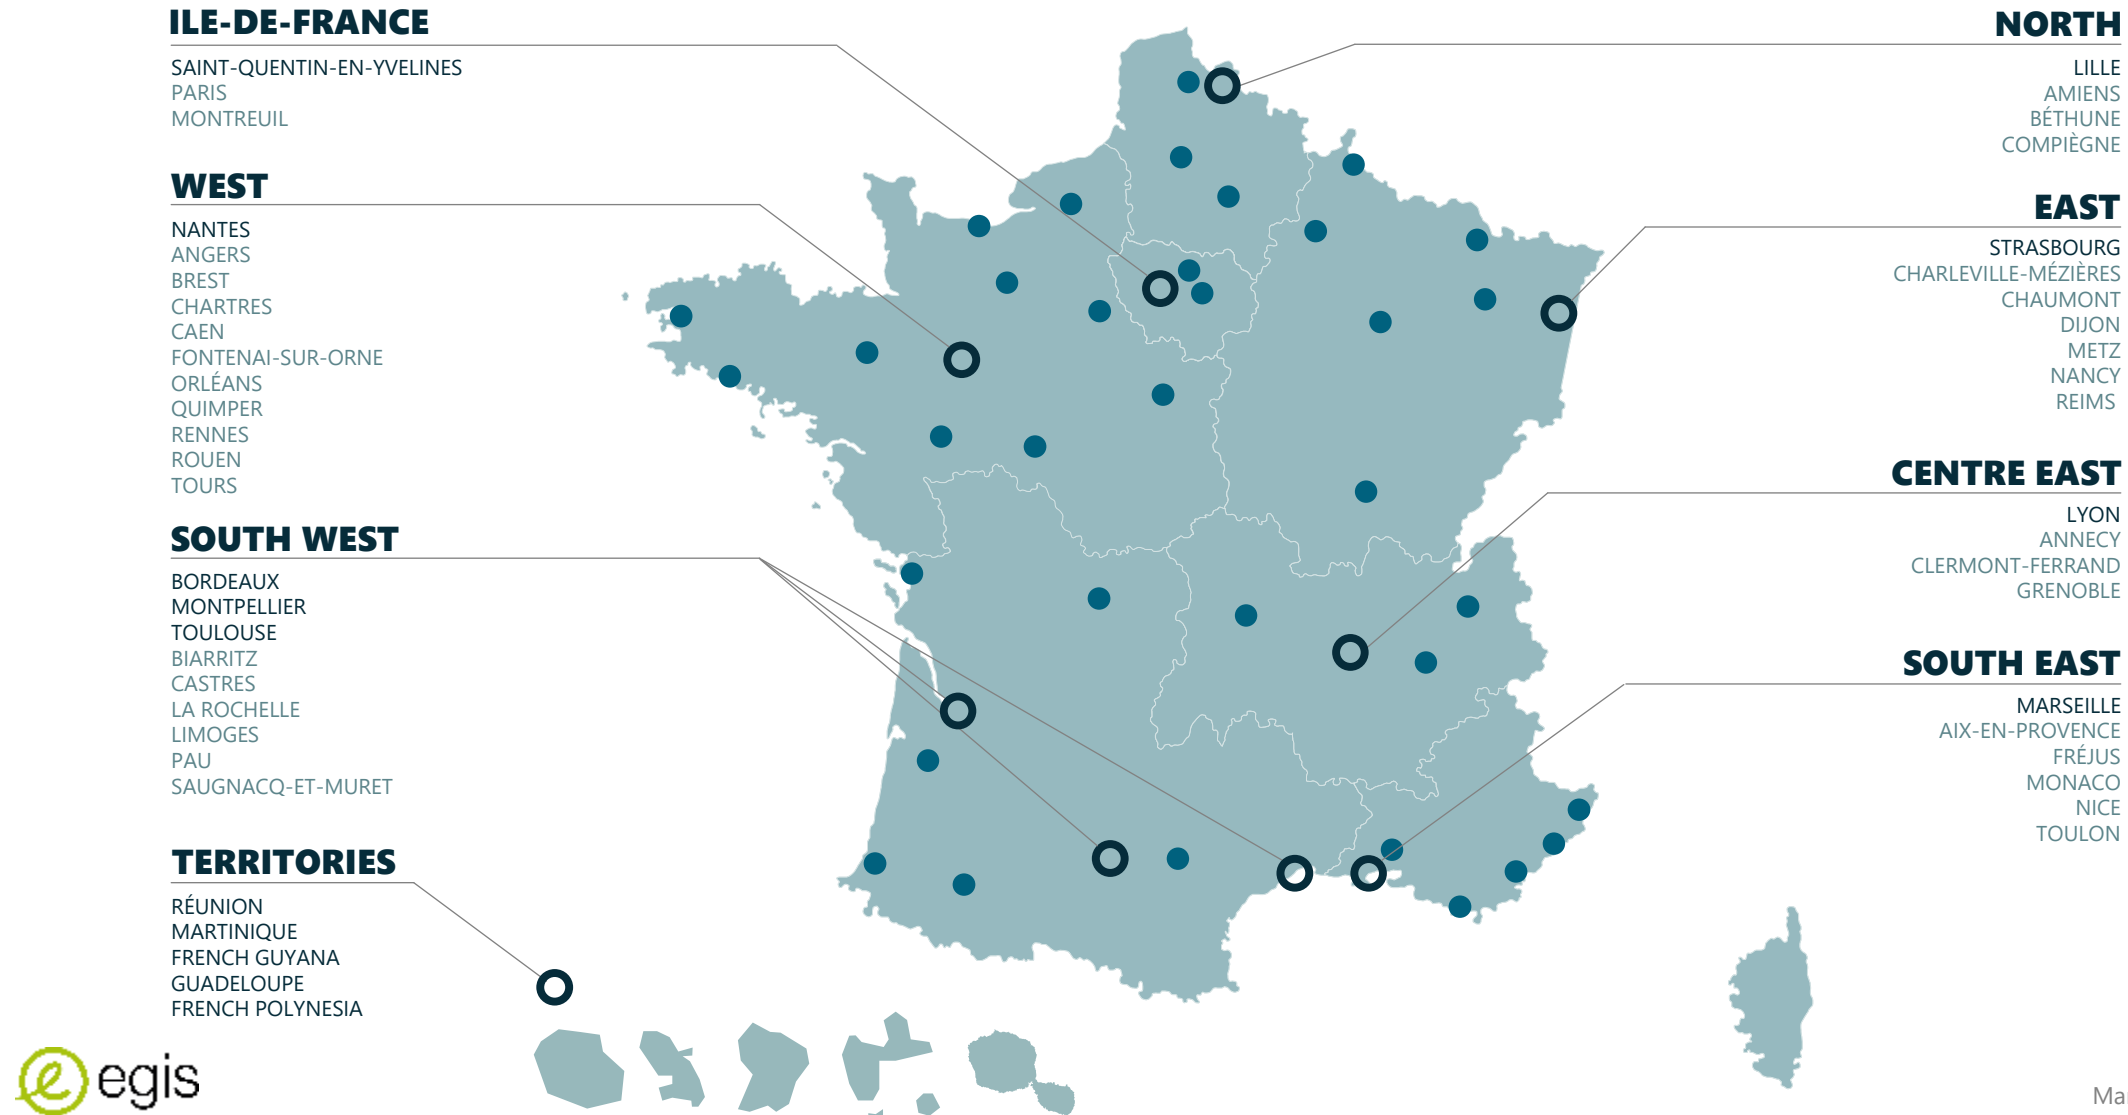 ILE-DE-FRANCE
SAINT-QUENTIN-EN-YVELINES
PARIS
MONTREUIL
WEST
NANTES
ANGERS
BREST
CHARTRES
CAEN
FONTENAI-SUR-ORNE
ORLÉANS
QUIMPER
RENNES
ROUEN
TOURS
SOUTH WEST
BORDEAUX
MONTPELLIER
TOULOUSE
BIARRITZ
CASTRES
LA ROCHELLE
LIMOGES
PAU
SAUGNACQ-ET-MURET
TERRITORIES
RÉUNION
MARTINIQUE
FRENCH GUYANA
GUADELOUPE
FRENCH POLYNESIA
egis
NORTH
LILLE
AMIENS
BÉTHUNE
COMPIÈGNE
EAST
STRASBOURG
CHARLEVILLE-MÉZIÈRES
CHAUMONT
DIJON
METZ
NANCY
REIMS
CENTRE EAST
LYON
ANNECY
CLERMONT-FERRAND
GRENOBLE
SOUTH EAST
MARSEILLE
AIX-EN-PROVENCE
FRÉJUS
MONACO
NICE
TOULON
Ma